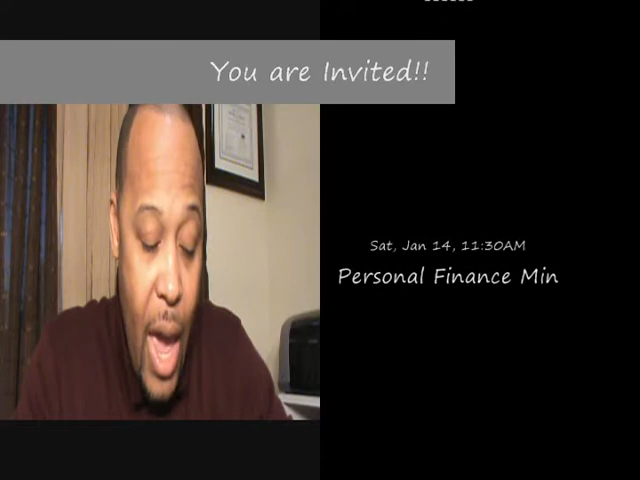 You are Invited!!
Sat, Jan 14, 11:30AM
Personal Finance Min